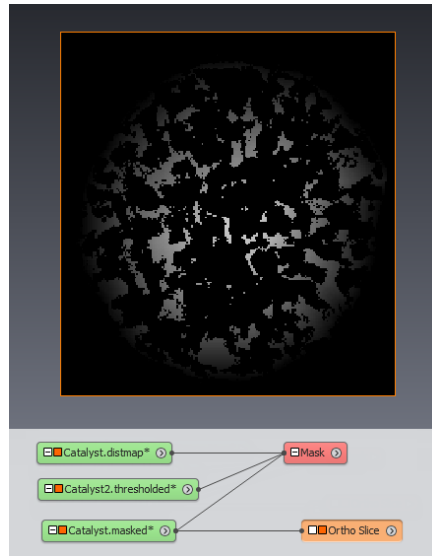 Catalyst.distmap*
Mask
Catalyst2.thresholded*
Catalyst.masked*
Ortho Slice